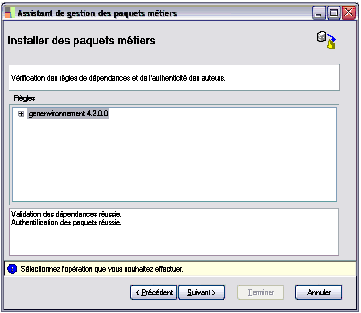 Assistant de gestion des paquets métiers
Installer des paquets métiers
Vérification des règles de dépendances et de l'authenticité des auteurs.
Règles
genenvironnement 4.2.0.0
Validation des dépendances réussie.
Authentification des paquets réussie.
Sélectionnez l'opération que vous souhaitez effectuer.
< Précédent Suivant > Terminer Annuler